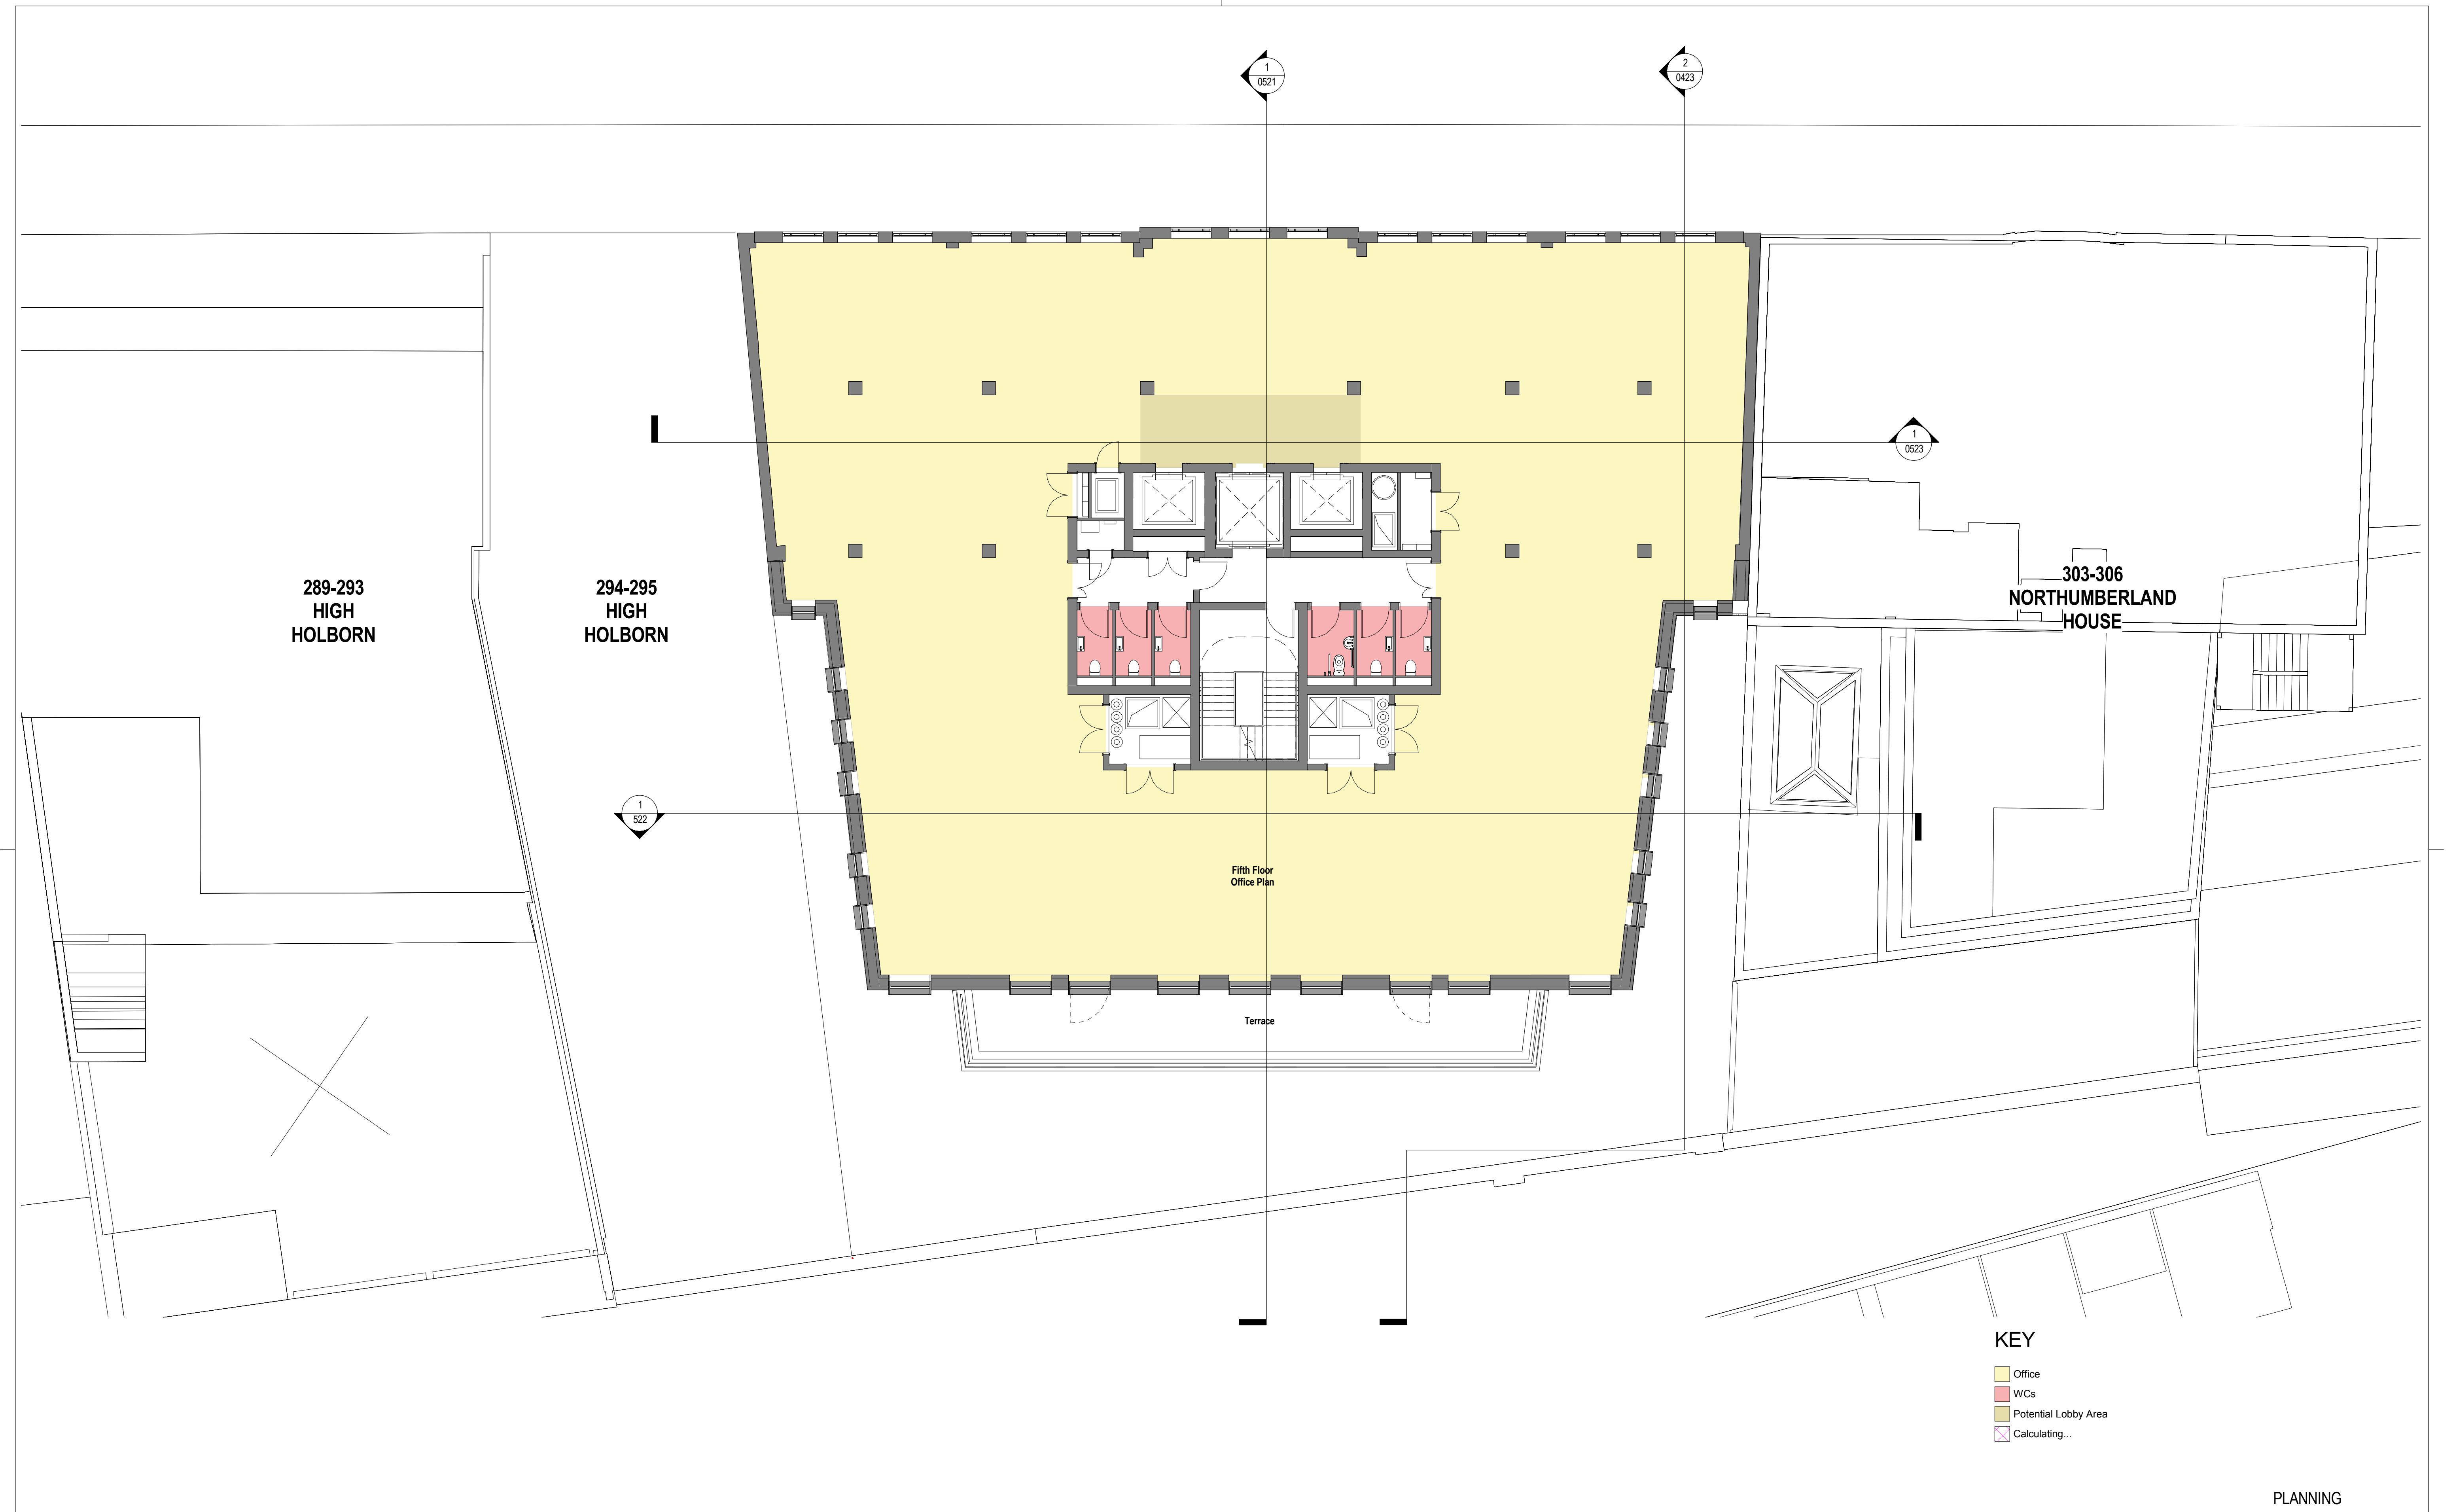 1
0521
2
0423
1
0523
289-293
HIGH
HOLBORN
294-295
HIGH
HOLBORN
303-306
NORTHUMBERLAND
HOUSE
1
522
Fifth Floor
Office Plan
Terrace
KEY
Office
WCs
Potential Lobby Area
Calculating...
PLANNING